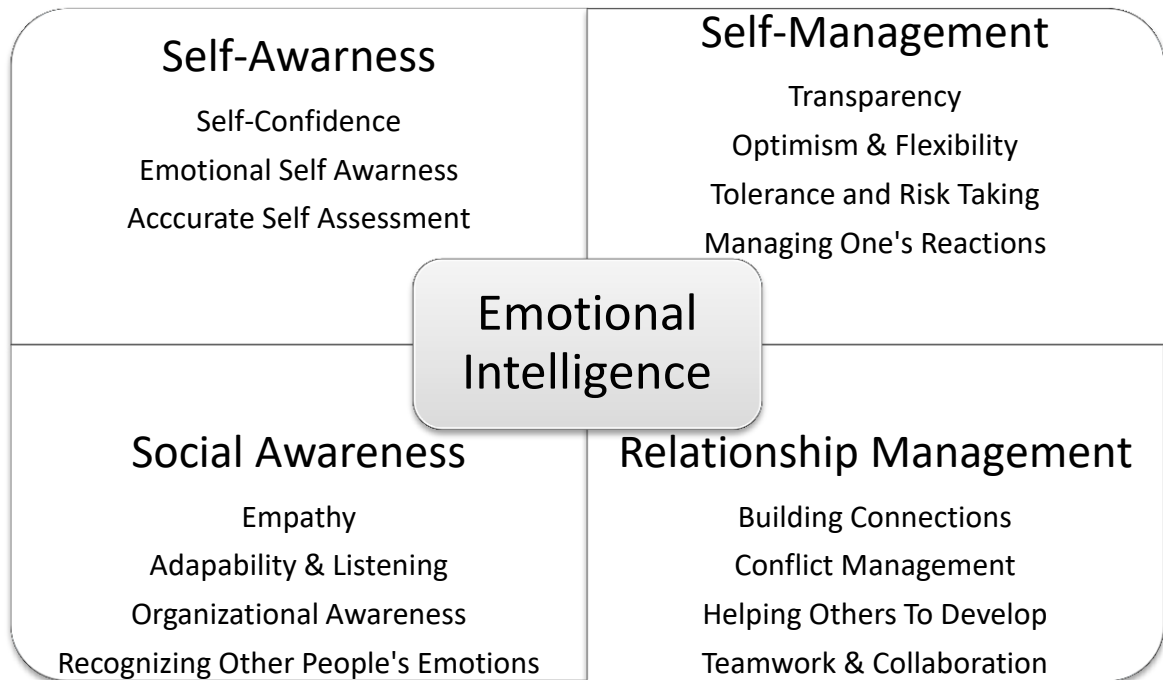 Self-Awarness
Self-Confidence
Emotional Self Awarness
Acccurate Self Assessment
Self-Management
Transparency
Optimism & Flexibility
Tolerance and Risk Taking
Managing One's Reactions
Emotional
Intelligence
Social Awareness
Empathy
Adapability & Listening
Organizational Awareness
Recognizing Other People's Emotions
Relationship Management
Building Connections
Conflict Management
Helping Others To Develop
Teamwork & Collaboration